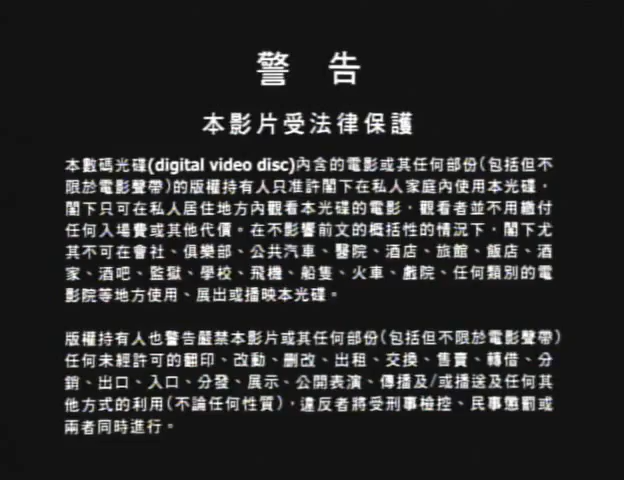 警 告
本影片受法律保護
本數碼光碟(digital video disc)內含的電影或其任何部份(包括但不
限於電影聲帶)的版權持有人只准許閣下在私人家庭內使用本光碟，
閣下只可在私人居住地方內觀看本光碟的電影，觀看者並不用繳付
任何入場費或其他代價。在不影響前文的概括性的情況下，閣下尤
其不可在會社、俱樂部、公共汽車、醫院、酒店、旅館、飯店、酒
家、酒吧、監獄、學校、飛機、船隻、火車、戲院、任何類別的電
影院等地方使用、展出或播映本光碟。
版權持有人也警告嚴禁本影片或其任何部份(包括但不限於電影聲帶)
任何未經許可的翻印、改動、刪改、出租、交換、售賣、轉借、分
銷、出口、入口、分發、展示、公開表演、傳播及/或播送及任何其
他方式的利用(不論任何性質)，違反者將受刑事檢控、民事懲罰或
兩者同時進行。